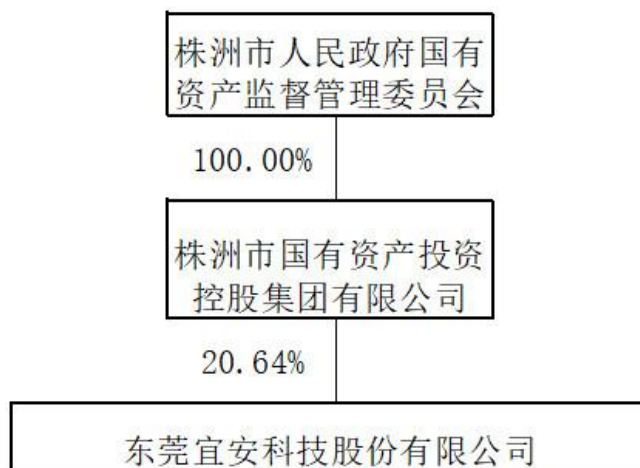 株洲市人民政府国有
资产监督管理委员会
100.00%
株洲市国有资产投资
控股集团有限公司
20.64%
东莞宜安科技股份有限公司